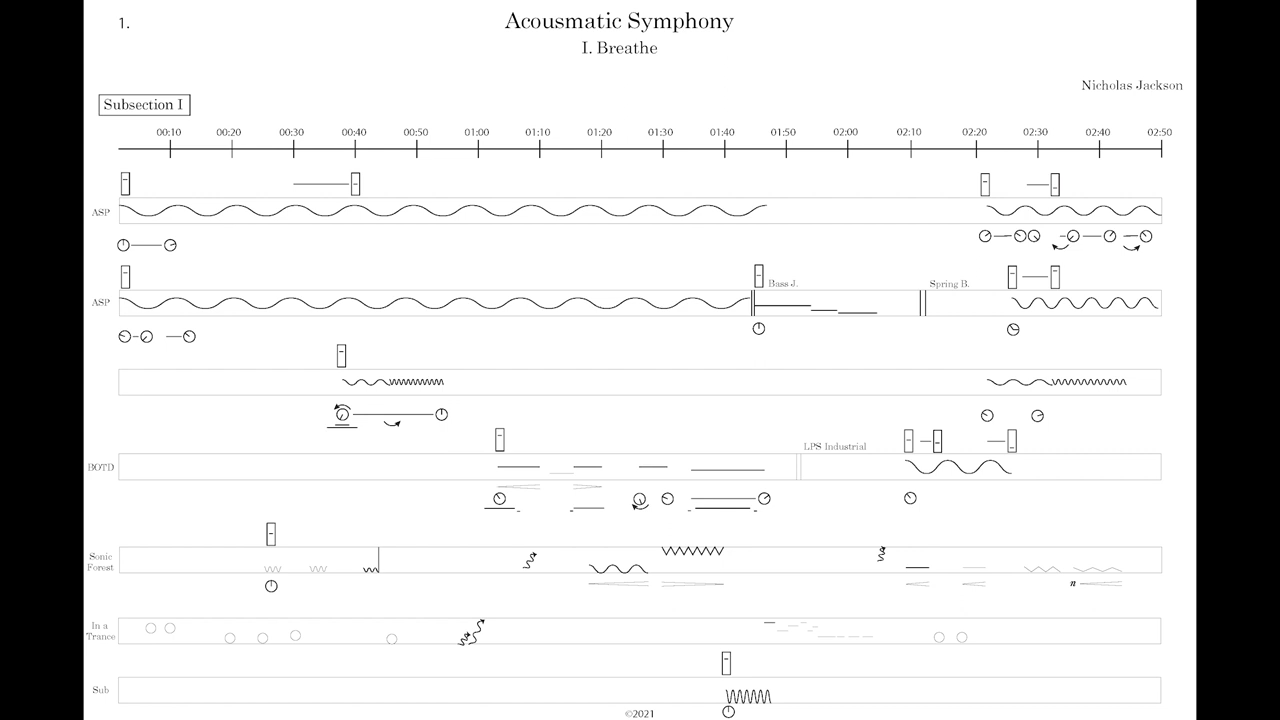 1.
Acousmatic Symphony
I. Breathe
Nicholas Jackson
Subsection I
00:10 00:20 00:30 00:40 00:50 01:00 01:10 01:20 01:30 01:40 01:50 02:00 02:10 02:20 02:30 02:40 02:50
ASP
ASP
Bass J.
Spring B.
BOTD
LPS Industrial
Sonic
Forest
n
In a
Trance
Sub
©2021